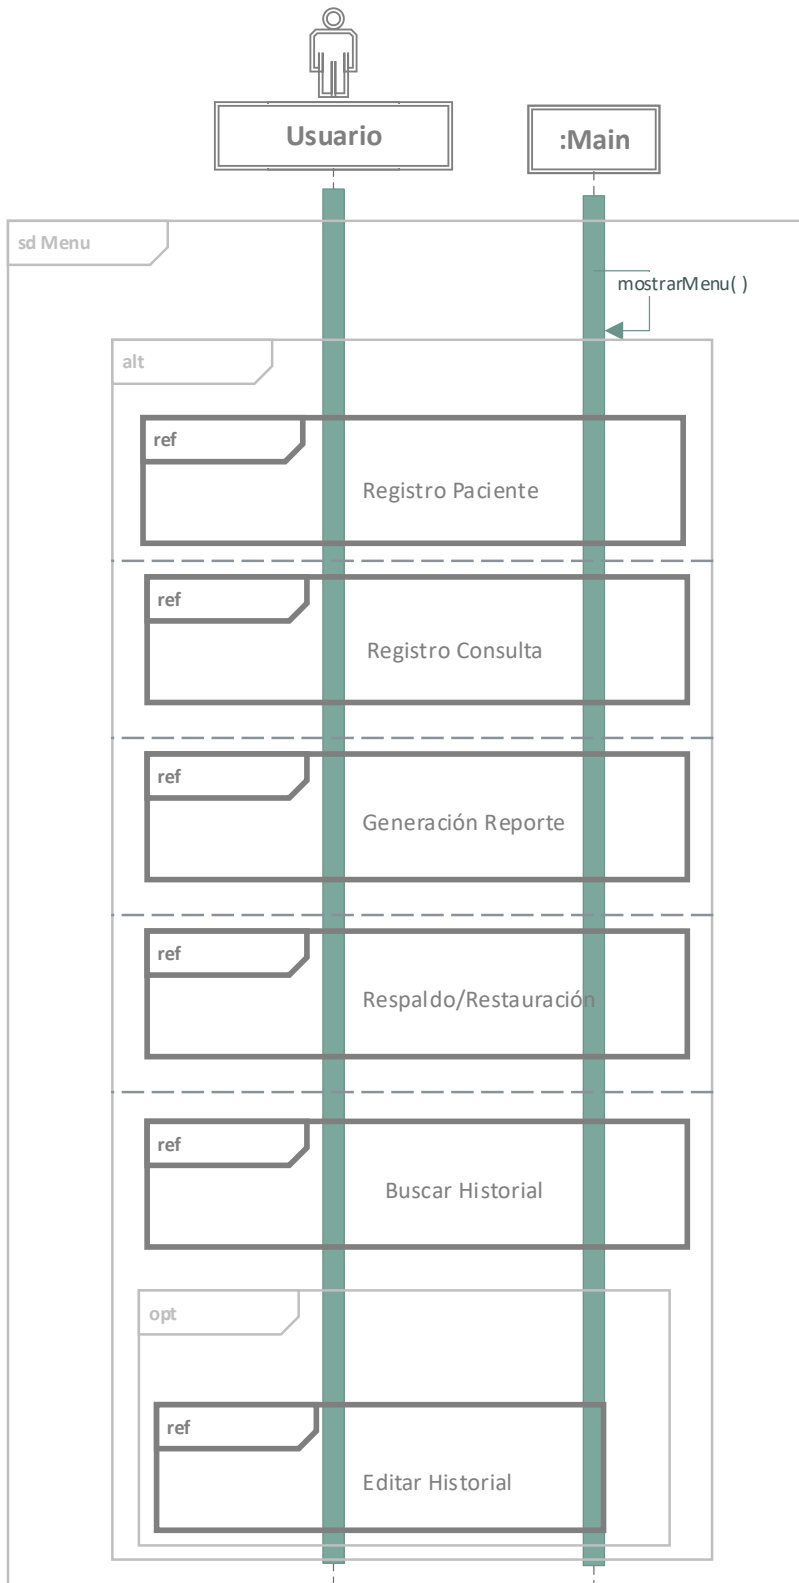 Usuario
:Main
sd Menu
mostrarMenu( )
alt
ref
Registro Paciente
ref
Registro Consulta
ref
Generación Reporte
ref
Respaldo/Restauración
ref
Buscar Historial
opt
ref
Editar Historial